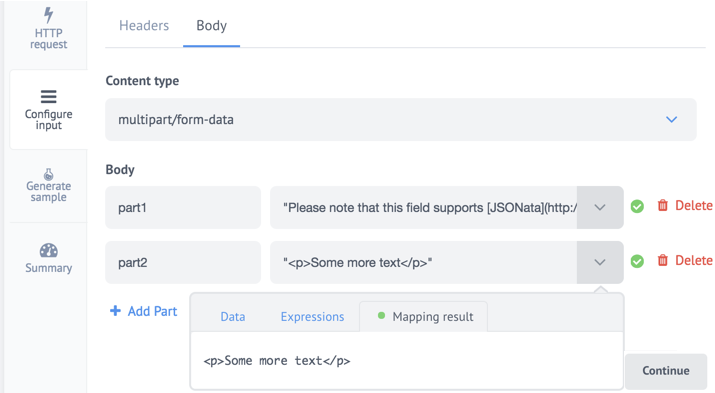 HTTP
request
Configure
input
Generate
sample
Summary
Headers Body
Content type
multipart/form-data
Body
part1 "Please note that this field supports [JSONata](http:/ Delete
part2 "<p>Some more text</p>" Delete
Add Part
Data Expressions Mapping result
<p>Some more text</p>
Continue